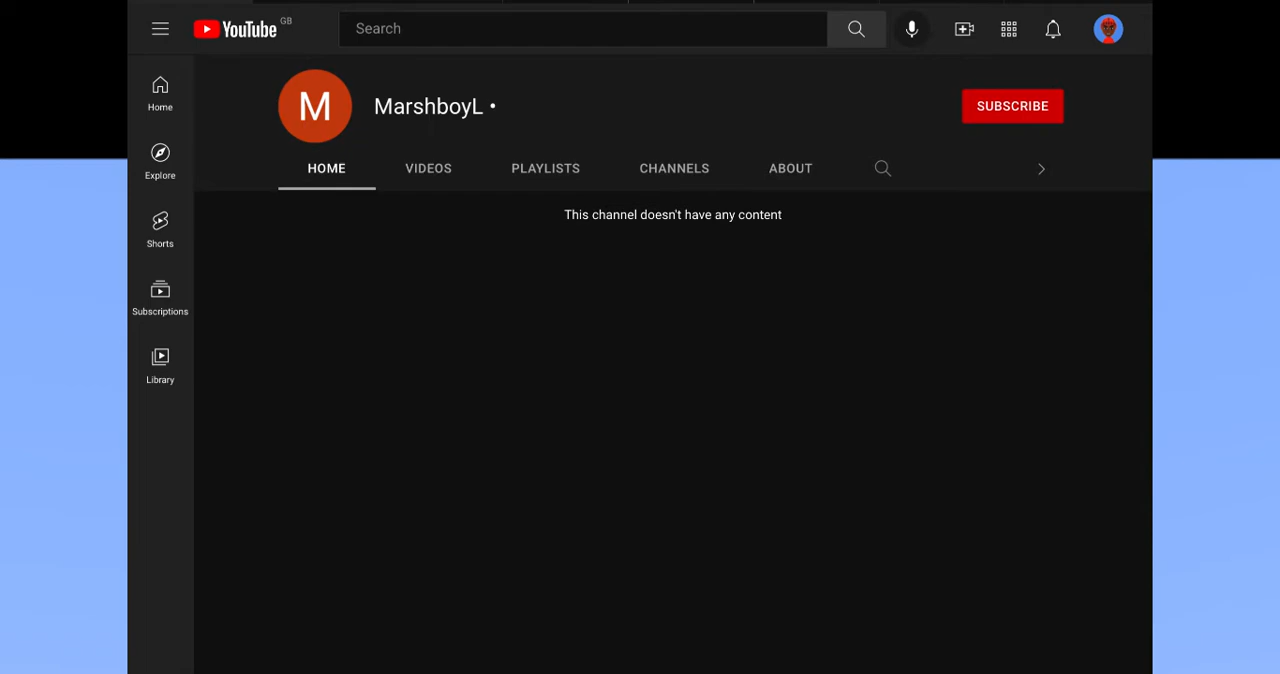 YouTube GB
Search
Home
Explore
Shorts
Subscriptions
Library
M
MarshboyL •
SUBSCRIBE
HOME VIDEOS PLAYLISTS CHANNELS ABOUT
This channel doesn't have any content